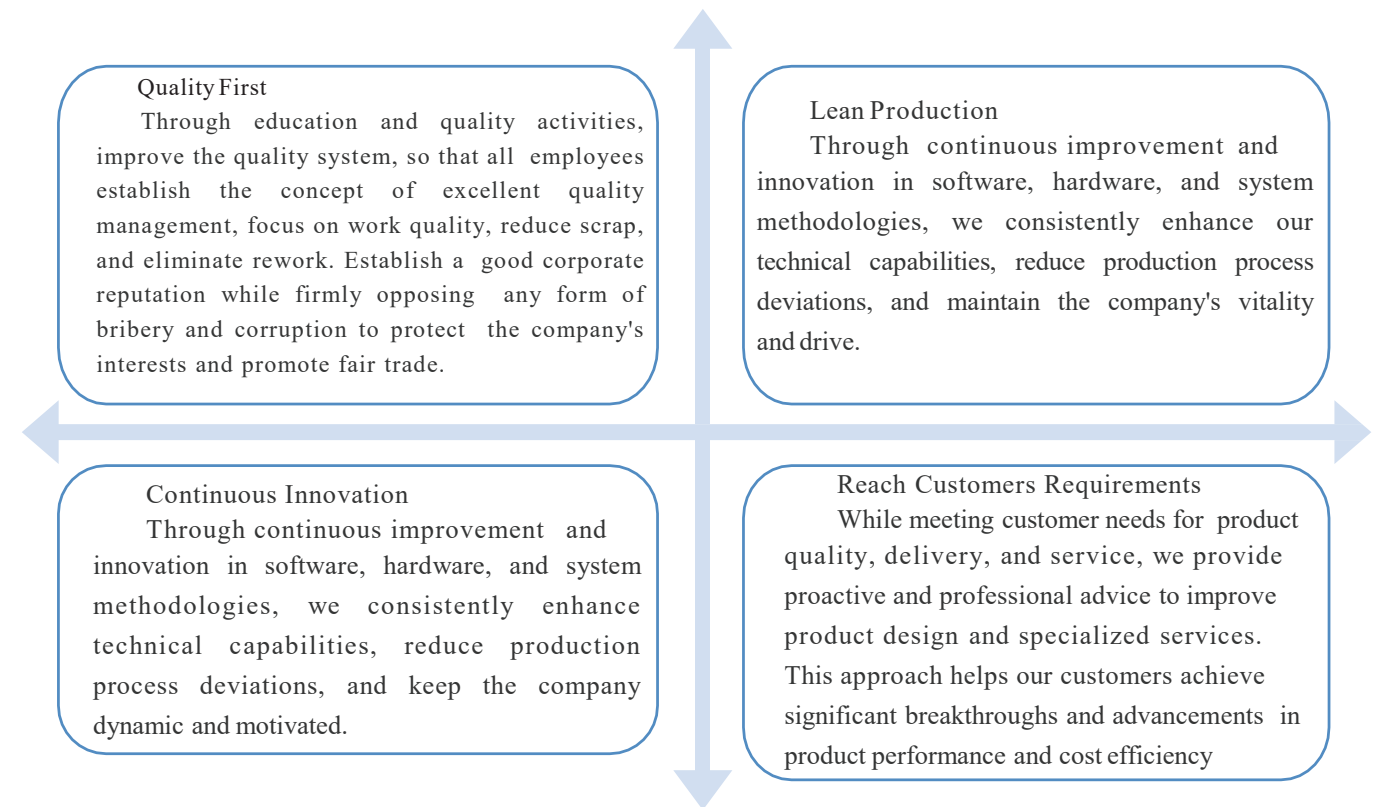 Quality First
Through education and quality activities,
improve the quality system, so that all employees
establish the concept of excellent quality
management, focus on work quality, reduce scrap,
and eliminate rework. Establish a good corporate
reputation while firmly opposing any form of
bribery and corruption to protect the company's
interests and promote fair trade.
Lean Production
Through continuous improvement and
innovation in software, hardware, and system
methodologies, we consistently enhance our
technical capabilities, reduce production process
deviations, and maintain the company's vitality
and drive.
Continuous Innovation
Through continuous improvement and
innovation in software, hardware, and system
methodologies, we consistently enhance
technical capabilities, reduce production
process deviations, and keep the company
dynamic and motivated.
Reach Customers Requirements
While meeting customer needs for product
quality, delivery, and service, we provide
proactive and professional advice to improve
product design and specialized services.
This approach helps our customers achieve
significant breakthroughs and advancements in
product performance and cost efficiency